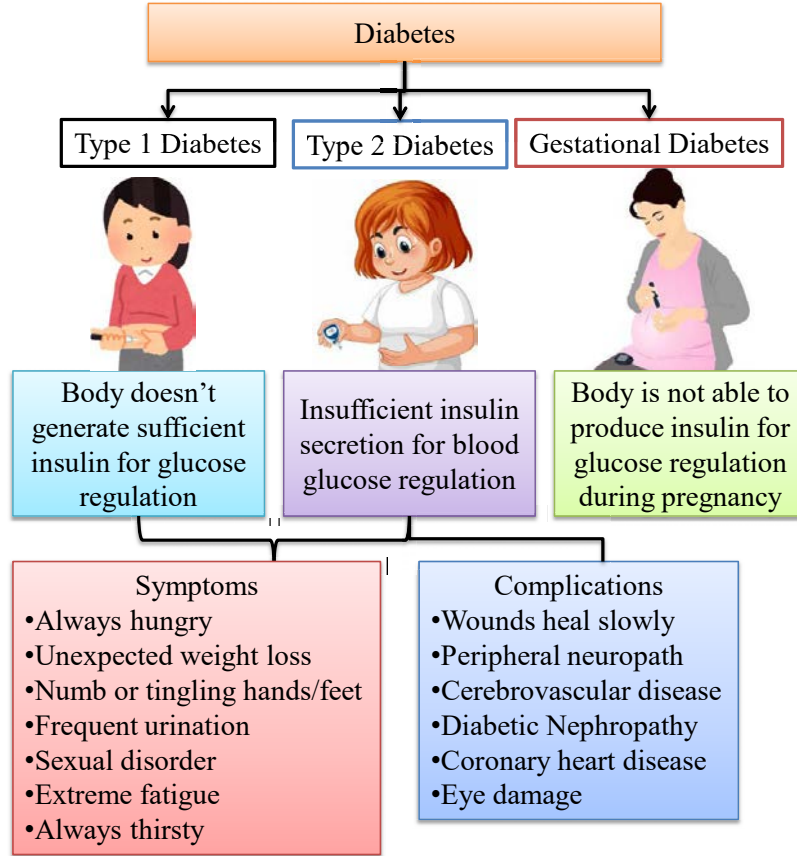 Diabetes
Type 1 Diabetes
Type 2 Diabetes
Gestational Diabetes
Body doesn’t
generate sufficient
insulin for glucose
regulation
Insufficient insulin
secretion for blood
glucose regulation
Body is not able to
produce insulin for
glucose regulation
during pregnancy
Symptoms
•Always hungry
•Unexpected weight loss
•Numb or tingling hands/feet
•Frequent urination
•Sexual disorder
•Extreme fatigue
•Always thirsty
Complications
•Wounds heal slowly
•Peripheral neuropath
•Cerebrovascular disease
•Diabetic Nephropathy
•Coronary heart disease
•Eye damage